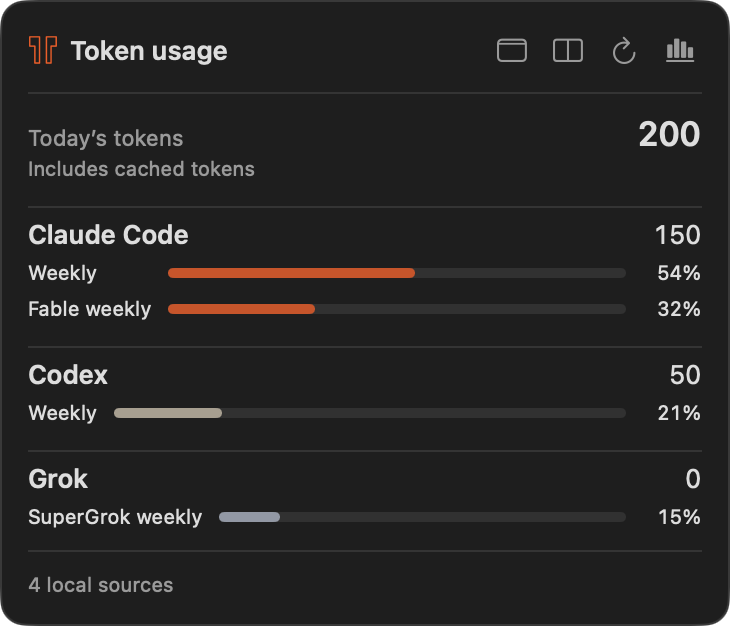 Token usage
Today’s tokens 200
Includes cached tokens
Claude Code 150
Weekly 54%
Fable weekly 32%
Codex 50
Weekly 21%
Grok 0
SuperGrok weekly 15%
4 local sources